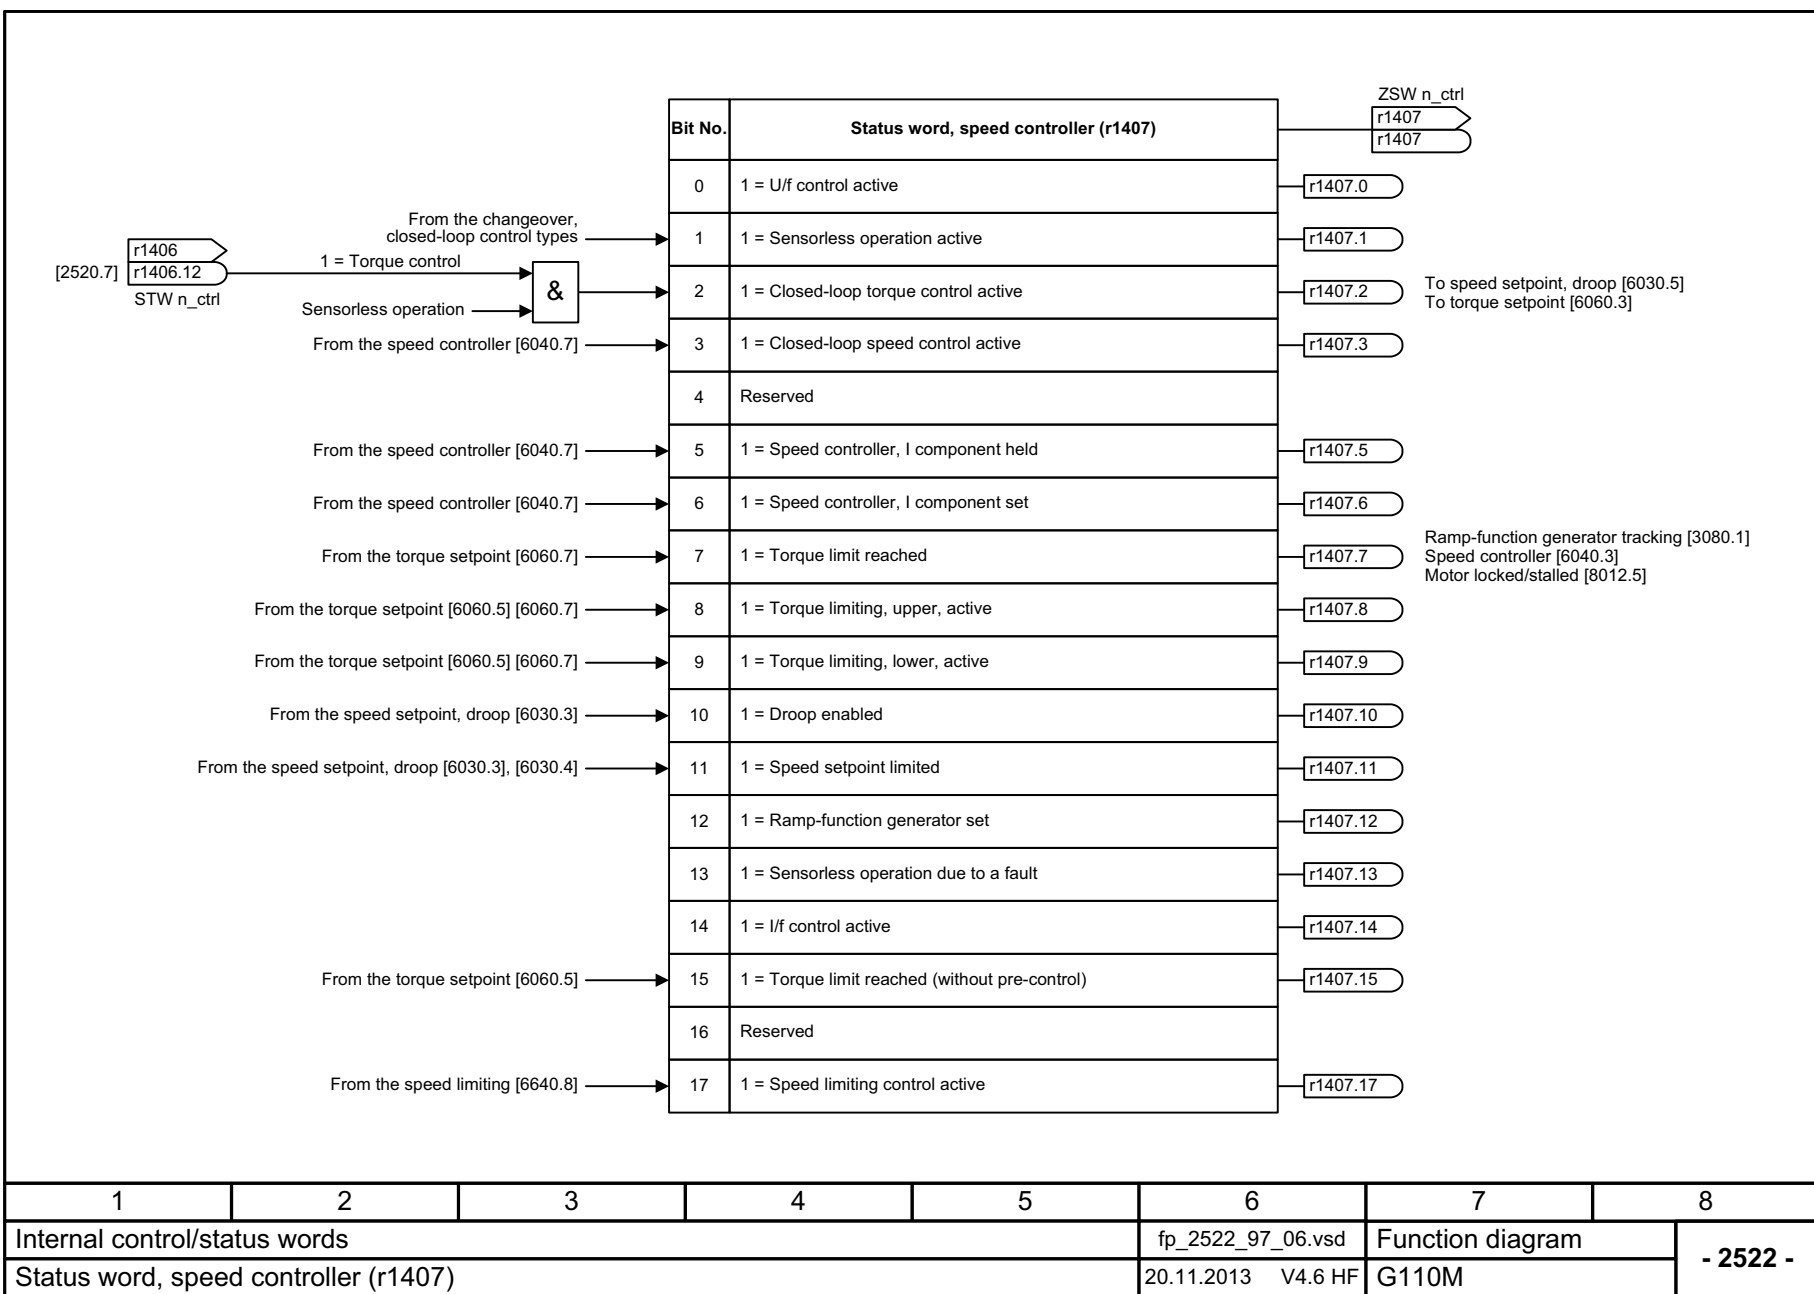 ZSW n_ctrl
r1407
r1407
Bit No. Status word, speed controller (r1407)
0 1 = U/f control active r1407.0
From the changeover,
closed-loop control types 1 1 = Sensorless operation active r1407.1
r1406
[2520.7] r1406.12 1 = Torque control
STW n_ctrl
Sensorless operation
& 2 1 = Closed-loop torque control active r1407.2 To speed setpoint, droop [6030.5]
To torque setpoint [6060.3]
From the speed controller [6040.7] 3 1 = Closed-loop speed control active r1407.3
4 Reserved
From the speed controller [6040.7] 5 1 = Speed controller, I component held r1407.5
From the speed controller [6040.7] 6 1 = Speed controller, I component set r1407.6
From the torque setpoint [6060.7] 7 1 = Torque limit reached r1407.7 Ramp-function generator tracking [3080.1]
Speed controller [6040.3]
Motor locked/stalled [8012.5]
From the torque setpoint [6060.5] [6060.7] 8 1 = Torque limiting, upper, active r1407.8
From the torque setpoint [6060.5] [6060.7] 9 1 = Torque limiting, lower, active r1407.9
From the speed setpoint, droop [6030.3] 10 1 = Droop enabled r1407.10
From the speed setpoint, droop [6030.3], [6030.4] 11 1 = Speed setpoint limited r1407.11
12 1 = Ramp-function generator set r1407.12
13 1 = Sensorless operation due to a fault r1407.13
14 1 = I/f control active r1407.14
From the torque setpoint [6060.5] 15 1 = Torque limit reached (without pre-control) r1407.15
16 Reserved
From the speed limiting [6640.8] 17 1 = Speed limiting control active r1407.17
1 2 3 4 5 6 7 8
Internal control/status words fp_2522_97_06.vsd Function diagram
- 2522 -
Status word, speed controller (r1407) 20.11.2013 V4.6 HF G110M